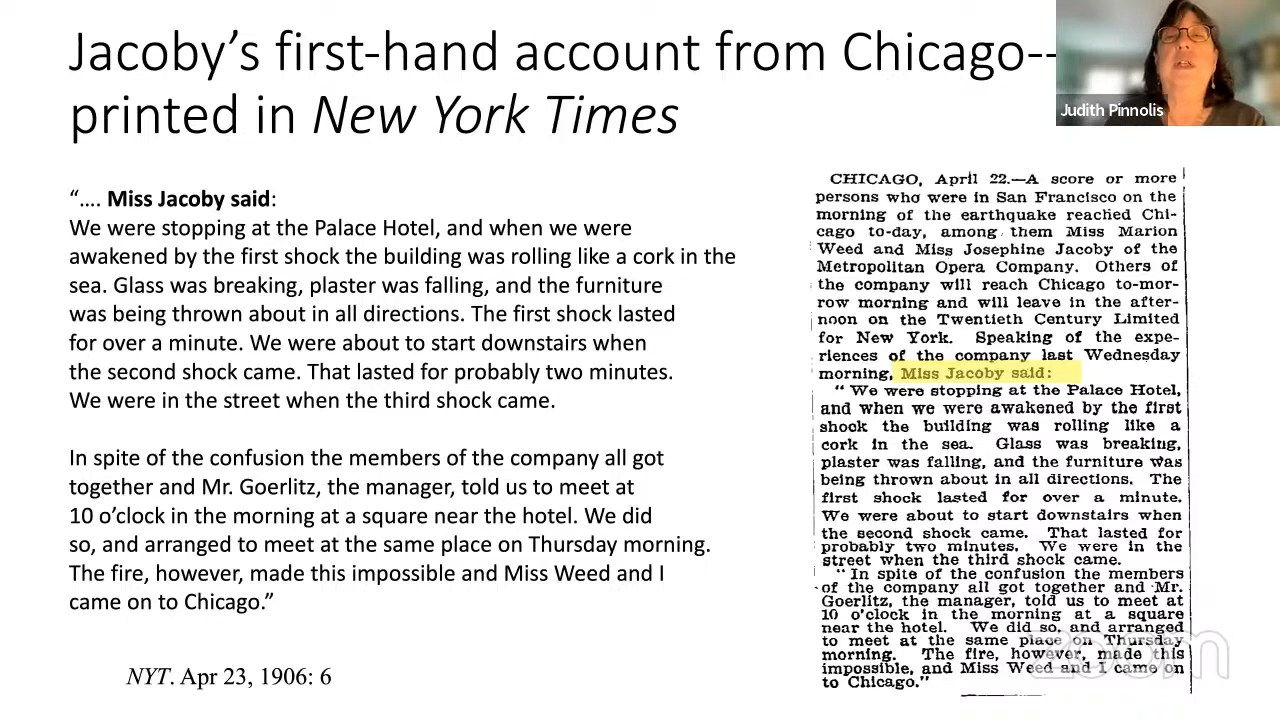 Jacoby’s first-hand account from Chicago--
printed in New York Times
Judith Pinnolis
“.... Miss Jacoby said:
We were stopping at the Palace Hotel, and when we were
awakened by the first shock the building was rolling like a cork in the
sea. Glass was breaking, plaster was falling, and the furniture
was being thrown about in all directions. The first shock lasted
for over a minute. We were about to start downstairs when
the second shock came. That lasted for probably two minutes.
We were in the street when the third shock came.
In spite of the confusion the members of the company all got
together and Mr. Goerlitz, the manager, told us to meet at
10 o’clock in the morning at a square near the hotel. We did
so, and arranged to meet at the same place on Thursday morning.
The fire, however, made this impossible and Miss Weed and I
came on to Chicago.”
NYT. Apr 23, 1906: 6
CHICAGO, April 22.—A score or more
persons who were in San Francisco on the
morning of the earthquake reached Chi-
cago to-day, among them Miss Marion
Weed and Miss Josephine Jacoby of the
Metropolitan Opera Company. Others of
the company will reach Chicago to-mor-
row morning and will leave in the after-
noon on the Twentieth Century Limited
for New York. Speaking of the expe-
riences of the company last Wednesday
morning, Miss Jacoby said:
“ We were stopping at the Palace Hotel,
and when we were awakened by the first
shock the building was rolling like a
cork in the sea. Glass was breaking,
plaster was falling, and the furniture was
being thrown about in all directions. The
first shock lasted for over a minute.
We were about to start downstairs when
the second shock came. That lasted for
probably two minutes. We were in the
street when the third shock came.
“ In spite of the confusion the members
of the company all got together and Mr.
Goerlitz, the manager, told us to meet at
10 o’clock in the morning at a square
near the hotel. We did so, and arranged
to meet at the same place on Thursday
morning. The fire, however, made this
impossible, and Miss Weed and I came on
to Chicago.”
zoom